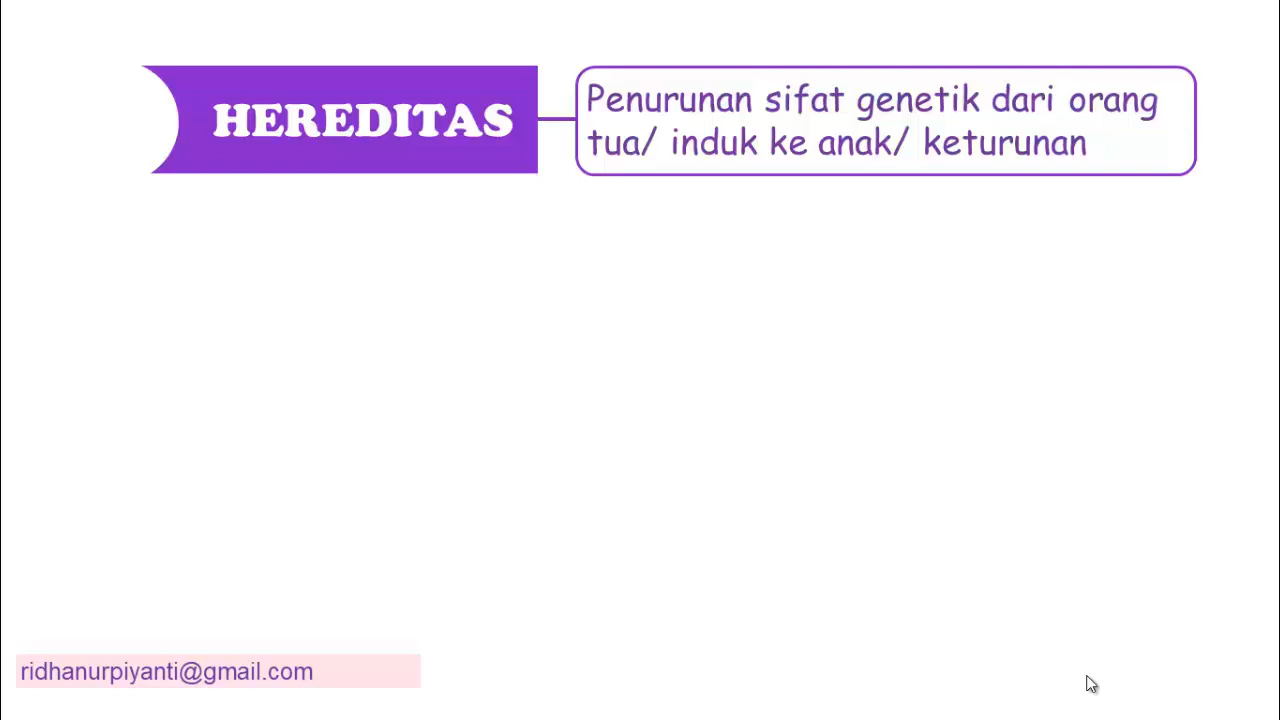 HEREDITAS
Penurunan sifat genetik dari orang
tua/ induk ke anak/ keturunan
ridhanurpiyanti@gmail.com